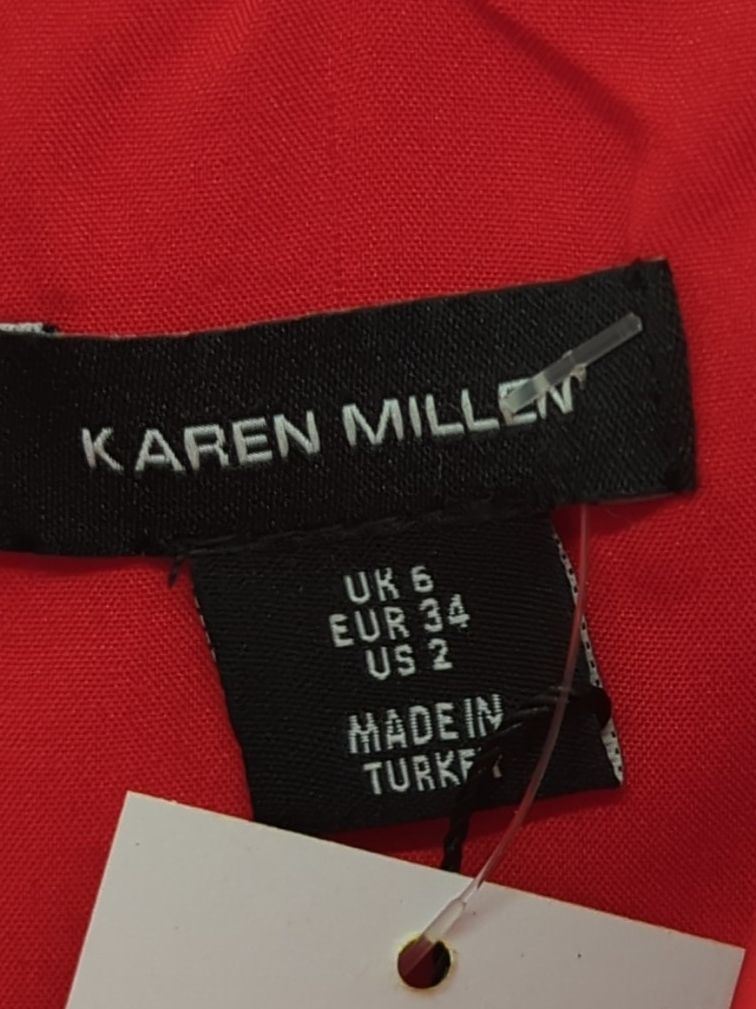 KAREN MILLEN
UK 6
EUR 34
US 2
MADE IN
TURKEY